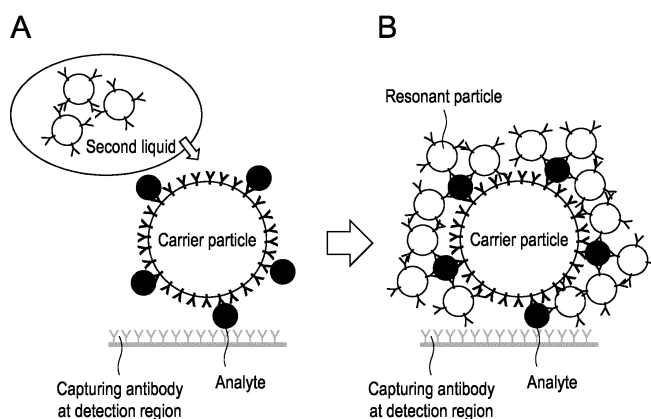 A
B
Resonant particle
Second liquid
Carrier particle
Carrier particle
Capturing antibody
at detection region
Analyte
Capturing antibody
at detection region
Analyte